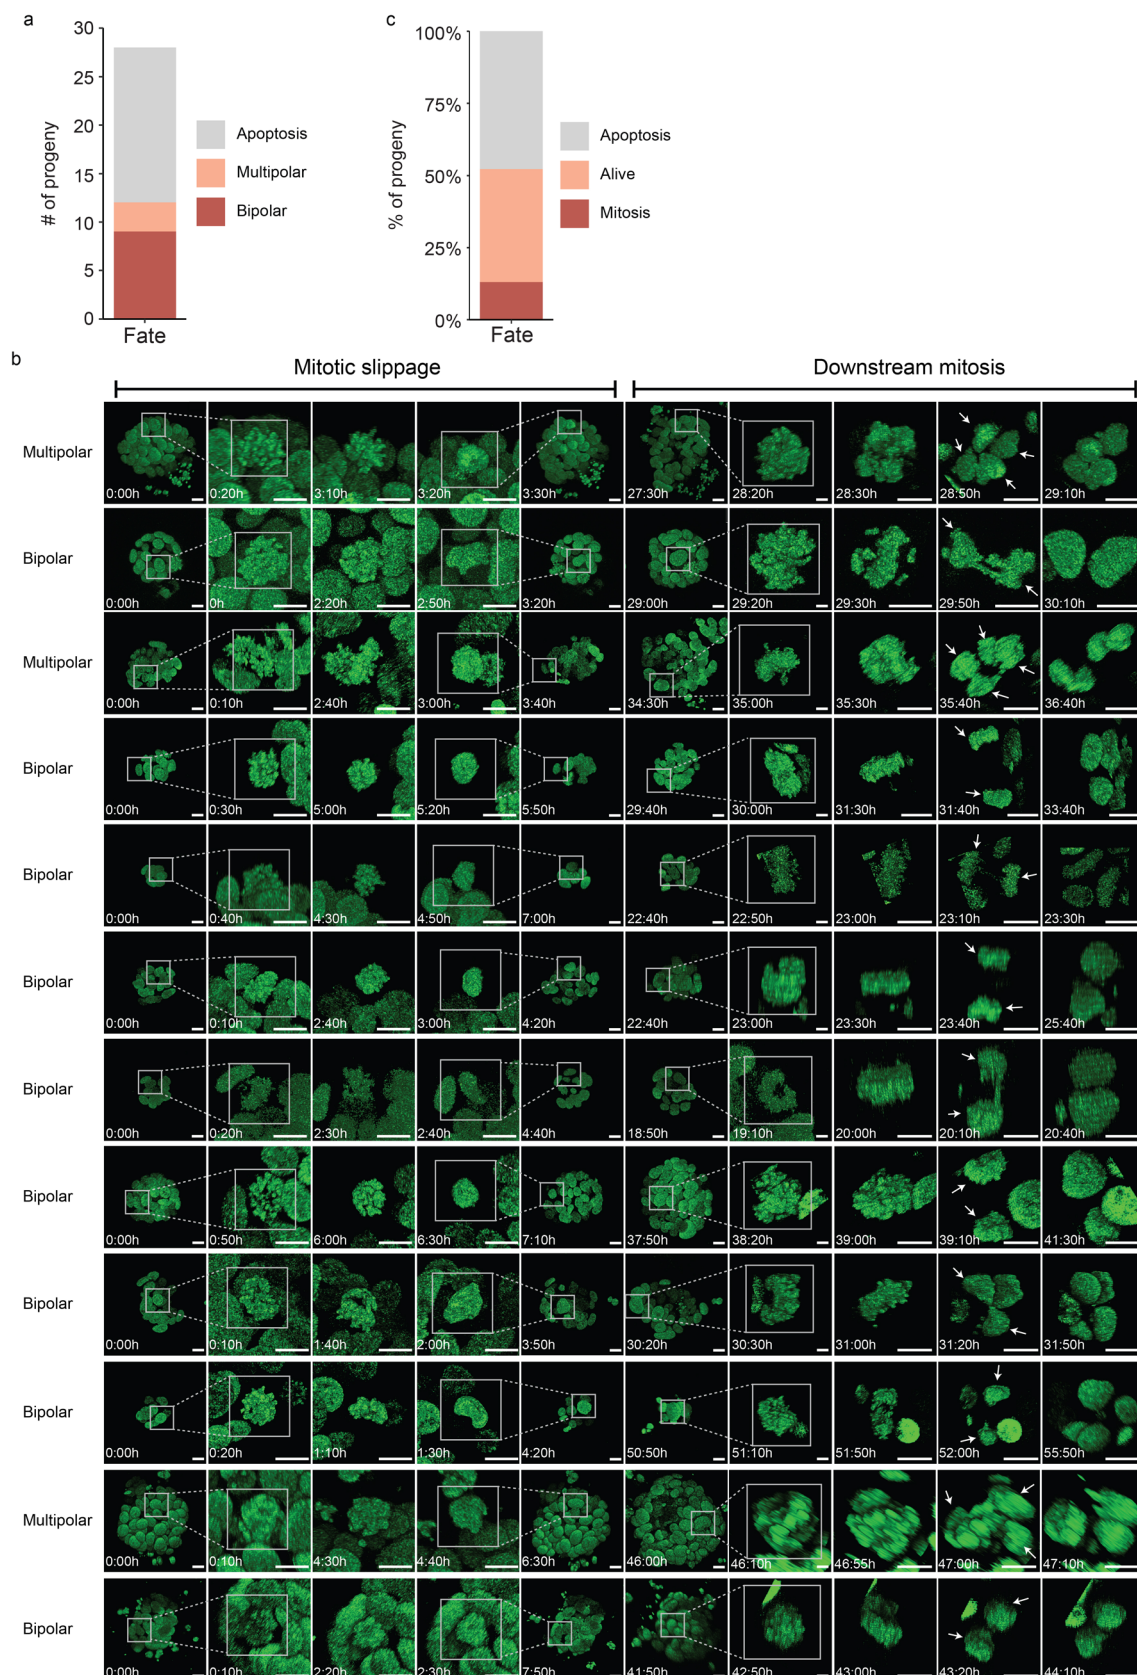 a
30
25
20
15
10
5
0
# of progeny
Fate
Apoptosis
Multipolar
Bipolar
c
100%
75%
50%
25%
0%
% of progeny
Fate
Apoptosis
Alive
Mitosis
b
Mitotic slippage Downstream mitosis
Multipolar
0:00h 0:20h 3:10h 3:20h 3:30h 27:30h 28:20h 28:30h 28:50h 29:10h
Bipolar
0:00h 0h 2:20h 2:50h 3:20h 29:00h 29:20h 29:30h 29:50h 30:10h
Multipolar
0:00h 0:10h 2:40h 3:00h 3:40h 34:30h 35:00h 35:30h 35:40h 36:40h
Bipolar
0:00h 0:30h 5:00h 5:20h 5:50h 29:40h 30:00h 31:30h 31:40h 33:40h
Bipolar
0:00h 0:40h 4:30h 4:50h 7:00h 22:40h 22:50h 23:00h 23:10h 23:30h
Bipolar
0:00h 0:10h 2:40h 3:00h 4:20h 22:40h 23:00h 23:30h 23:40h 25:40h
Bipolar
0:00h 0:20h 2:30h 2:40h 4:40h 18:50h 19:10h 20:00h 20:10h 20:40h
Bipolar
0:00h 0:50h 6:00h 6:30h 7:10h 37:50h 38:20h 39:00h 39:10h 41:30h
Bipolar
0:00h 0:10h 1:40h 2:00h 3:50h 30:20h 30:30h 31:00h 31:20h 31:50h
Bipolar
0:00h 0:20h 1:10h 1:30h 4:20h 50:50h 51:10h 51:50h 52:00h 55:50h
Multipolar
0:00h 0:10h 4:30h 4:40h 6:30h 46:00h 46:10h 46:55h 47:00h 47:10h
Bipolar
0:00h 0:10h 2:20h 2:30h 7:50h 41:50h 42:50h 43:00h 43:20h 44:10h